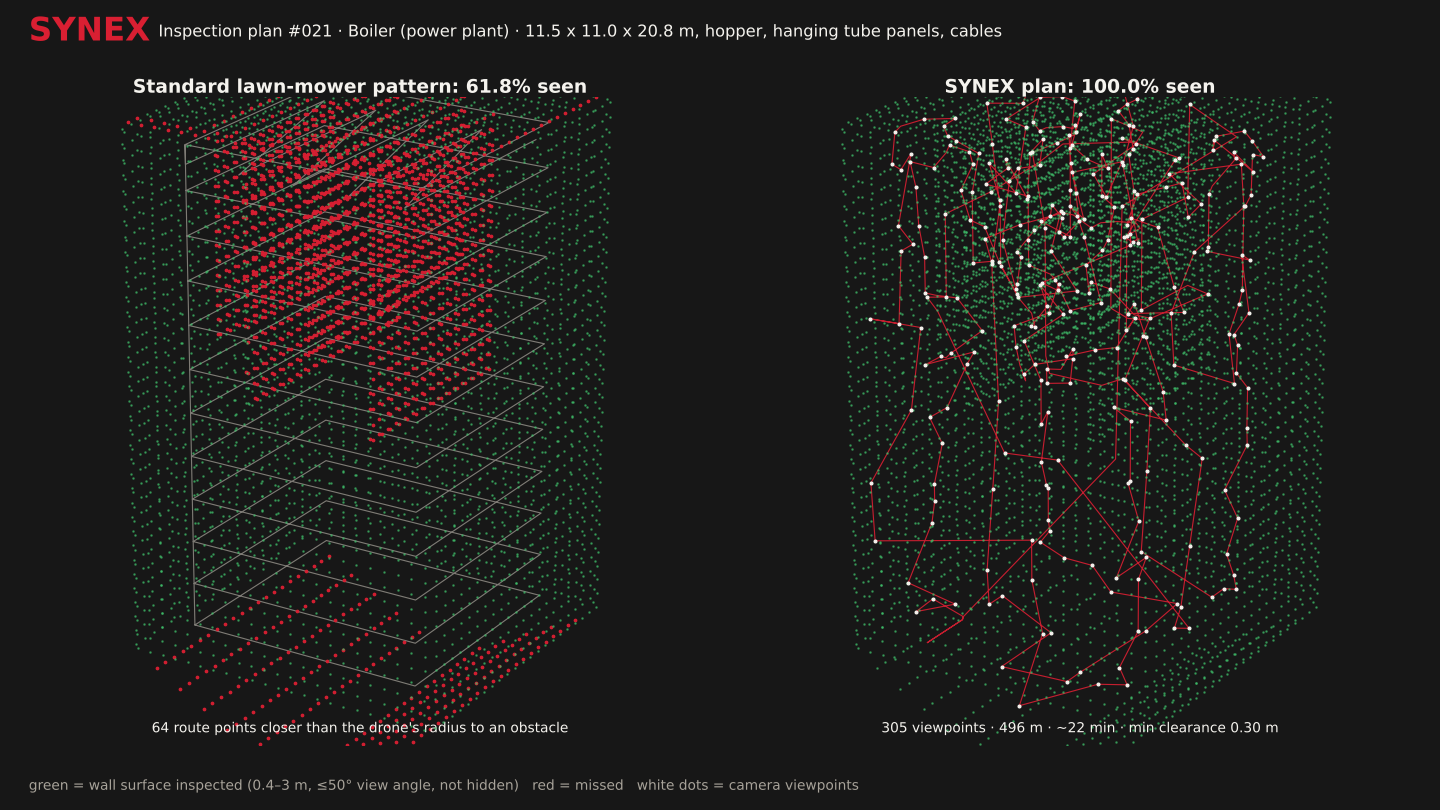 SYNEX Inspection plan #021 · Boiler (power plant) · 11.5 x 11.0 x 20.8 m, hopper, hanging tube panels, cables
Standard lawn-mower pattern: 61.8% seen
SYNEX plan: 100.0% seen
64 route points closer than the drone's radius to an obstacle
305 viewpoints · 496 m · ~22 min · min clearance 0.30 m
green = wall surface inspected (0.4–3 m, ≤50° view angle, not hidden)   red = missed   white dots = camera viewpoints